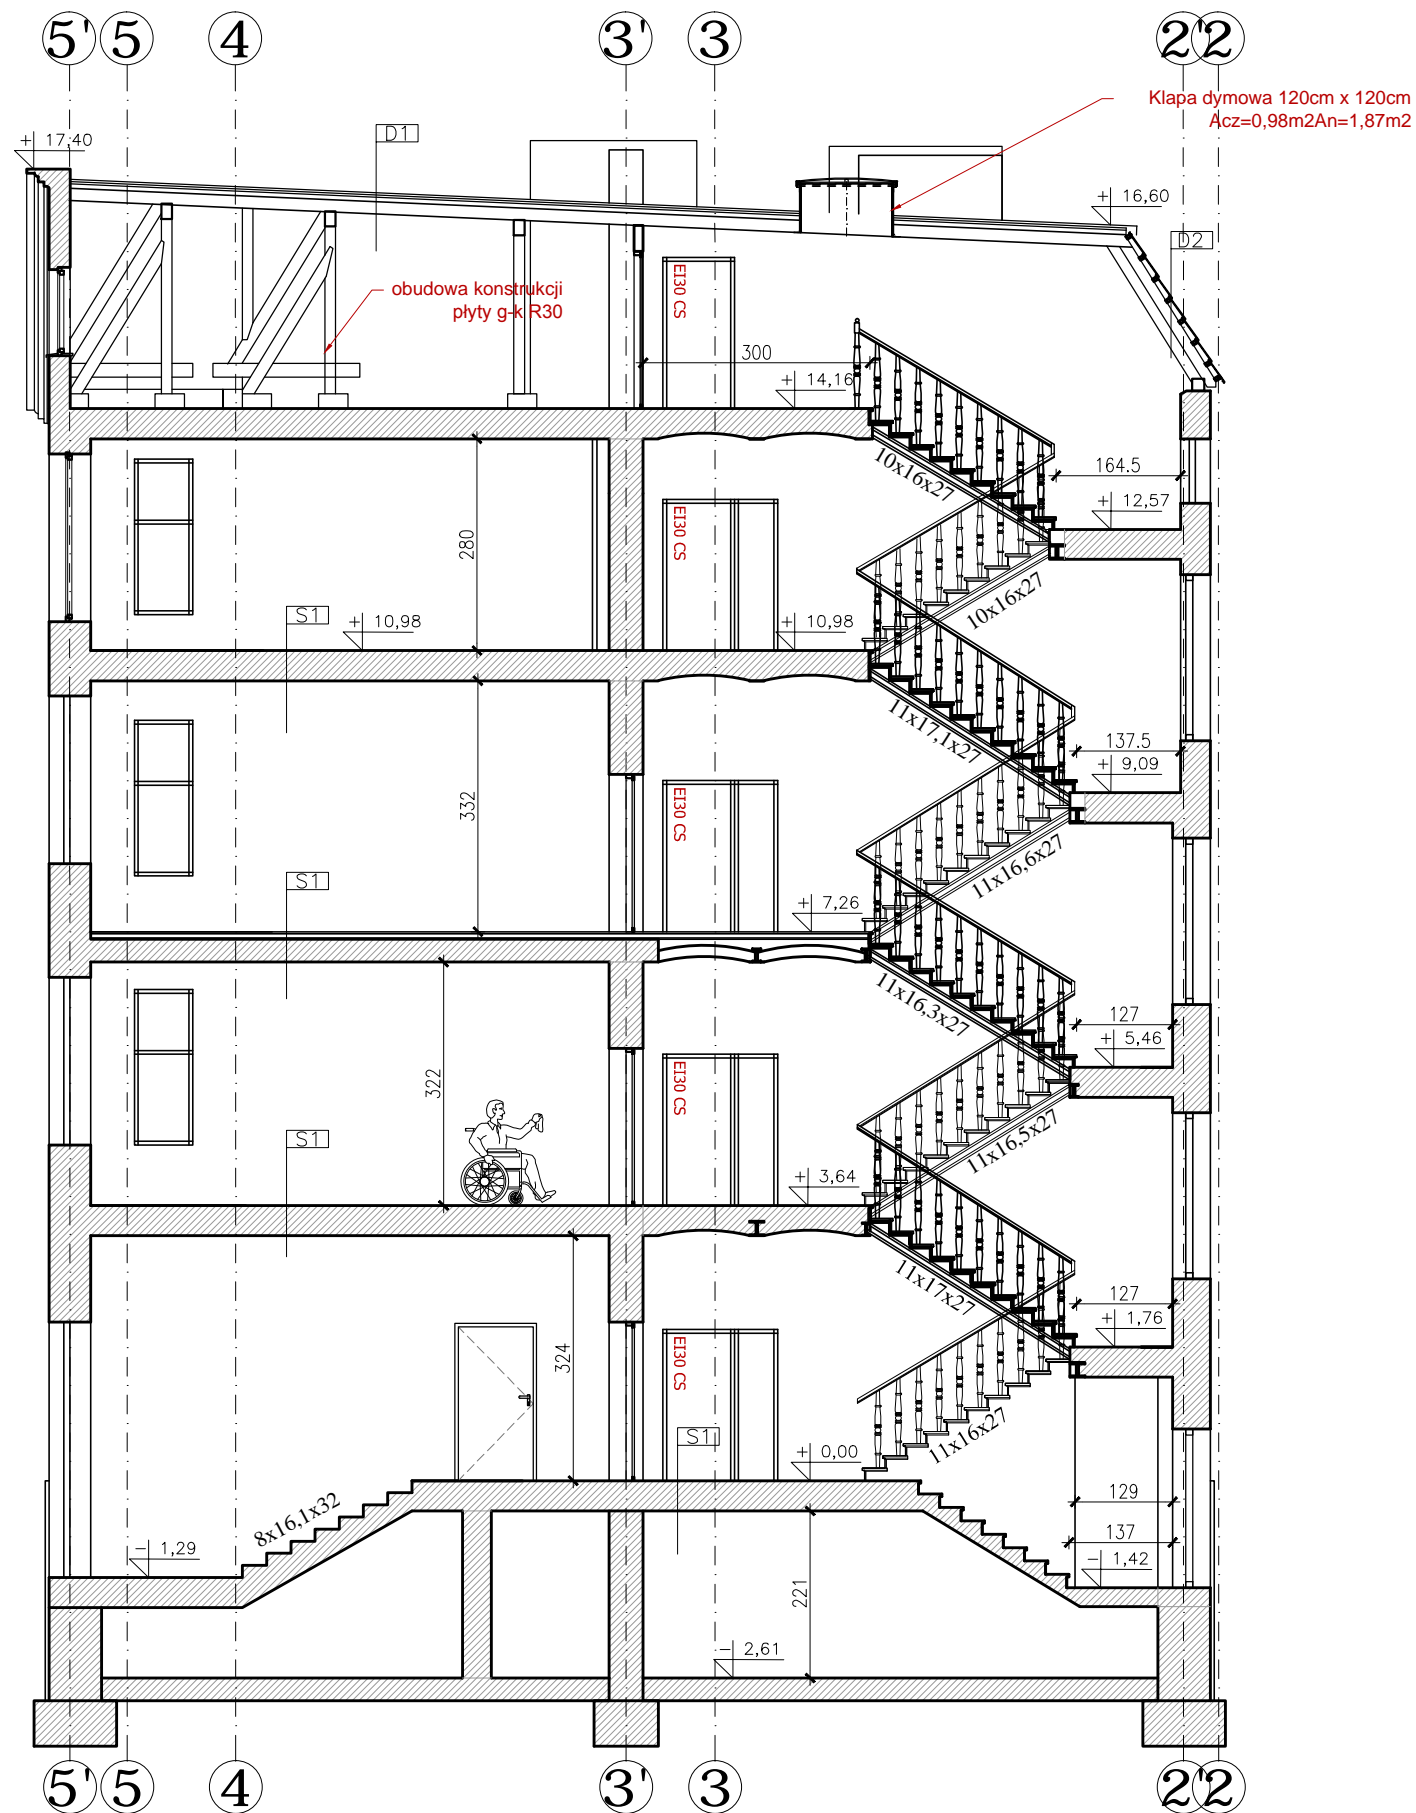 5' 5 4 3' 3 2' 2
Klapa dymowa 120cm x 120cm
Acz=0,98m2An=1,87m2
+ 17,40
D1
+ 16,60
D2
obudowa konstrukcji
płyty g-k R30
EI30 CS
300
+ 14,16
10x16x27
164.5
+ 12,57
280
EI30 CS
10x16x27
S1
+ 10,98
+ 10,98
11x17,1x27
137.5
+ 9,09
332
EI30 CS
11x16,6x27
S1
+ 7,26
11x16,3x27
127
+ 5,46
322
EI30 CS
11x16,5x27
S1
+ 3,64
11x17x27
127
+ 1,76
324
EI30 CS
11x16x27
S1
+ 0,00
8x16,1x32
129
137
- 1,29
- 1,42
221
- 2,61
5' 5 4 3' 3 2' 2